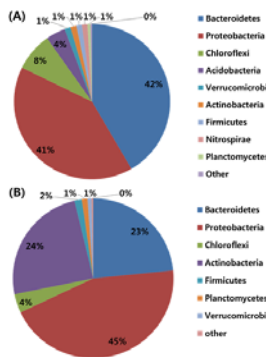 (A)
1% 1% 1% 1% 0%
1%
4%
8%
42%
41%
Bacteroidetes
Proteobacteria
Chloroflexi
Acidobacteria
Verrucomicrobi
Actinobacteria
Firmicutes
Nitrospirae
Planctomycetes
Other
(B)
2% 1% 1% 0%
23%
24%
4%
45%
Bacteroidetes
Proteobacteria
Chloroflexi
Actinobacteria
Firmicutes
Planctomycetes
Verrucomicrobi
other